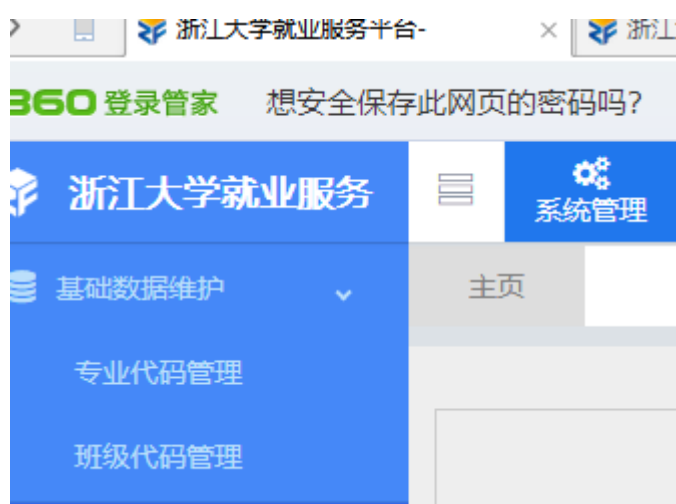 浙江大学就业服务平台-
浙江
360 登录管家 想安全保存此网页的密码吗?
浙江大学就业服务
系统管理
基础数据维护
主页
专业代码管理
班级代码管理